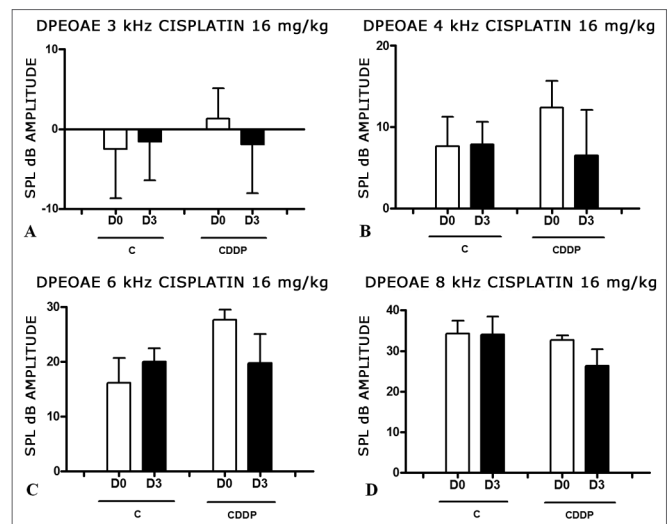 DPEOAE 3 kHz CISPLATIN 16 mg/kg
SPL dB AMPLITUDE
10
0
-10
D0 D3 D0 D3
A
C CDDP
DPEOAE 4 kHz CISPLATIN 16 mg/kg
SPL dB AMPLITUDE
20
10
0
D0 D3 D0 D3
B
C CDDP
DPEOAE 6 kHz CISPLATIN 16 mg/kg
SPL dB AMPLITUDE
30
20
10
0
D0 D3 D0 D3
C
C CDDP
DPEOAE 8 kHz CISPLATIN 16 mg/kg
SPL dB AMPLITUDE
40
30
20
10
0
D0 D3 D0 D3
D
C CDDP